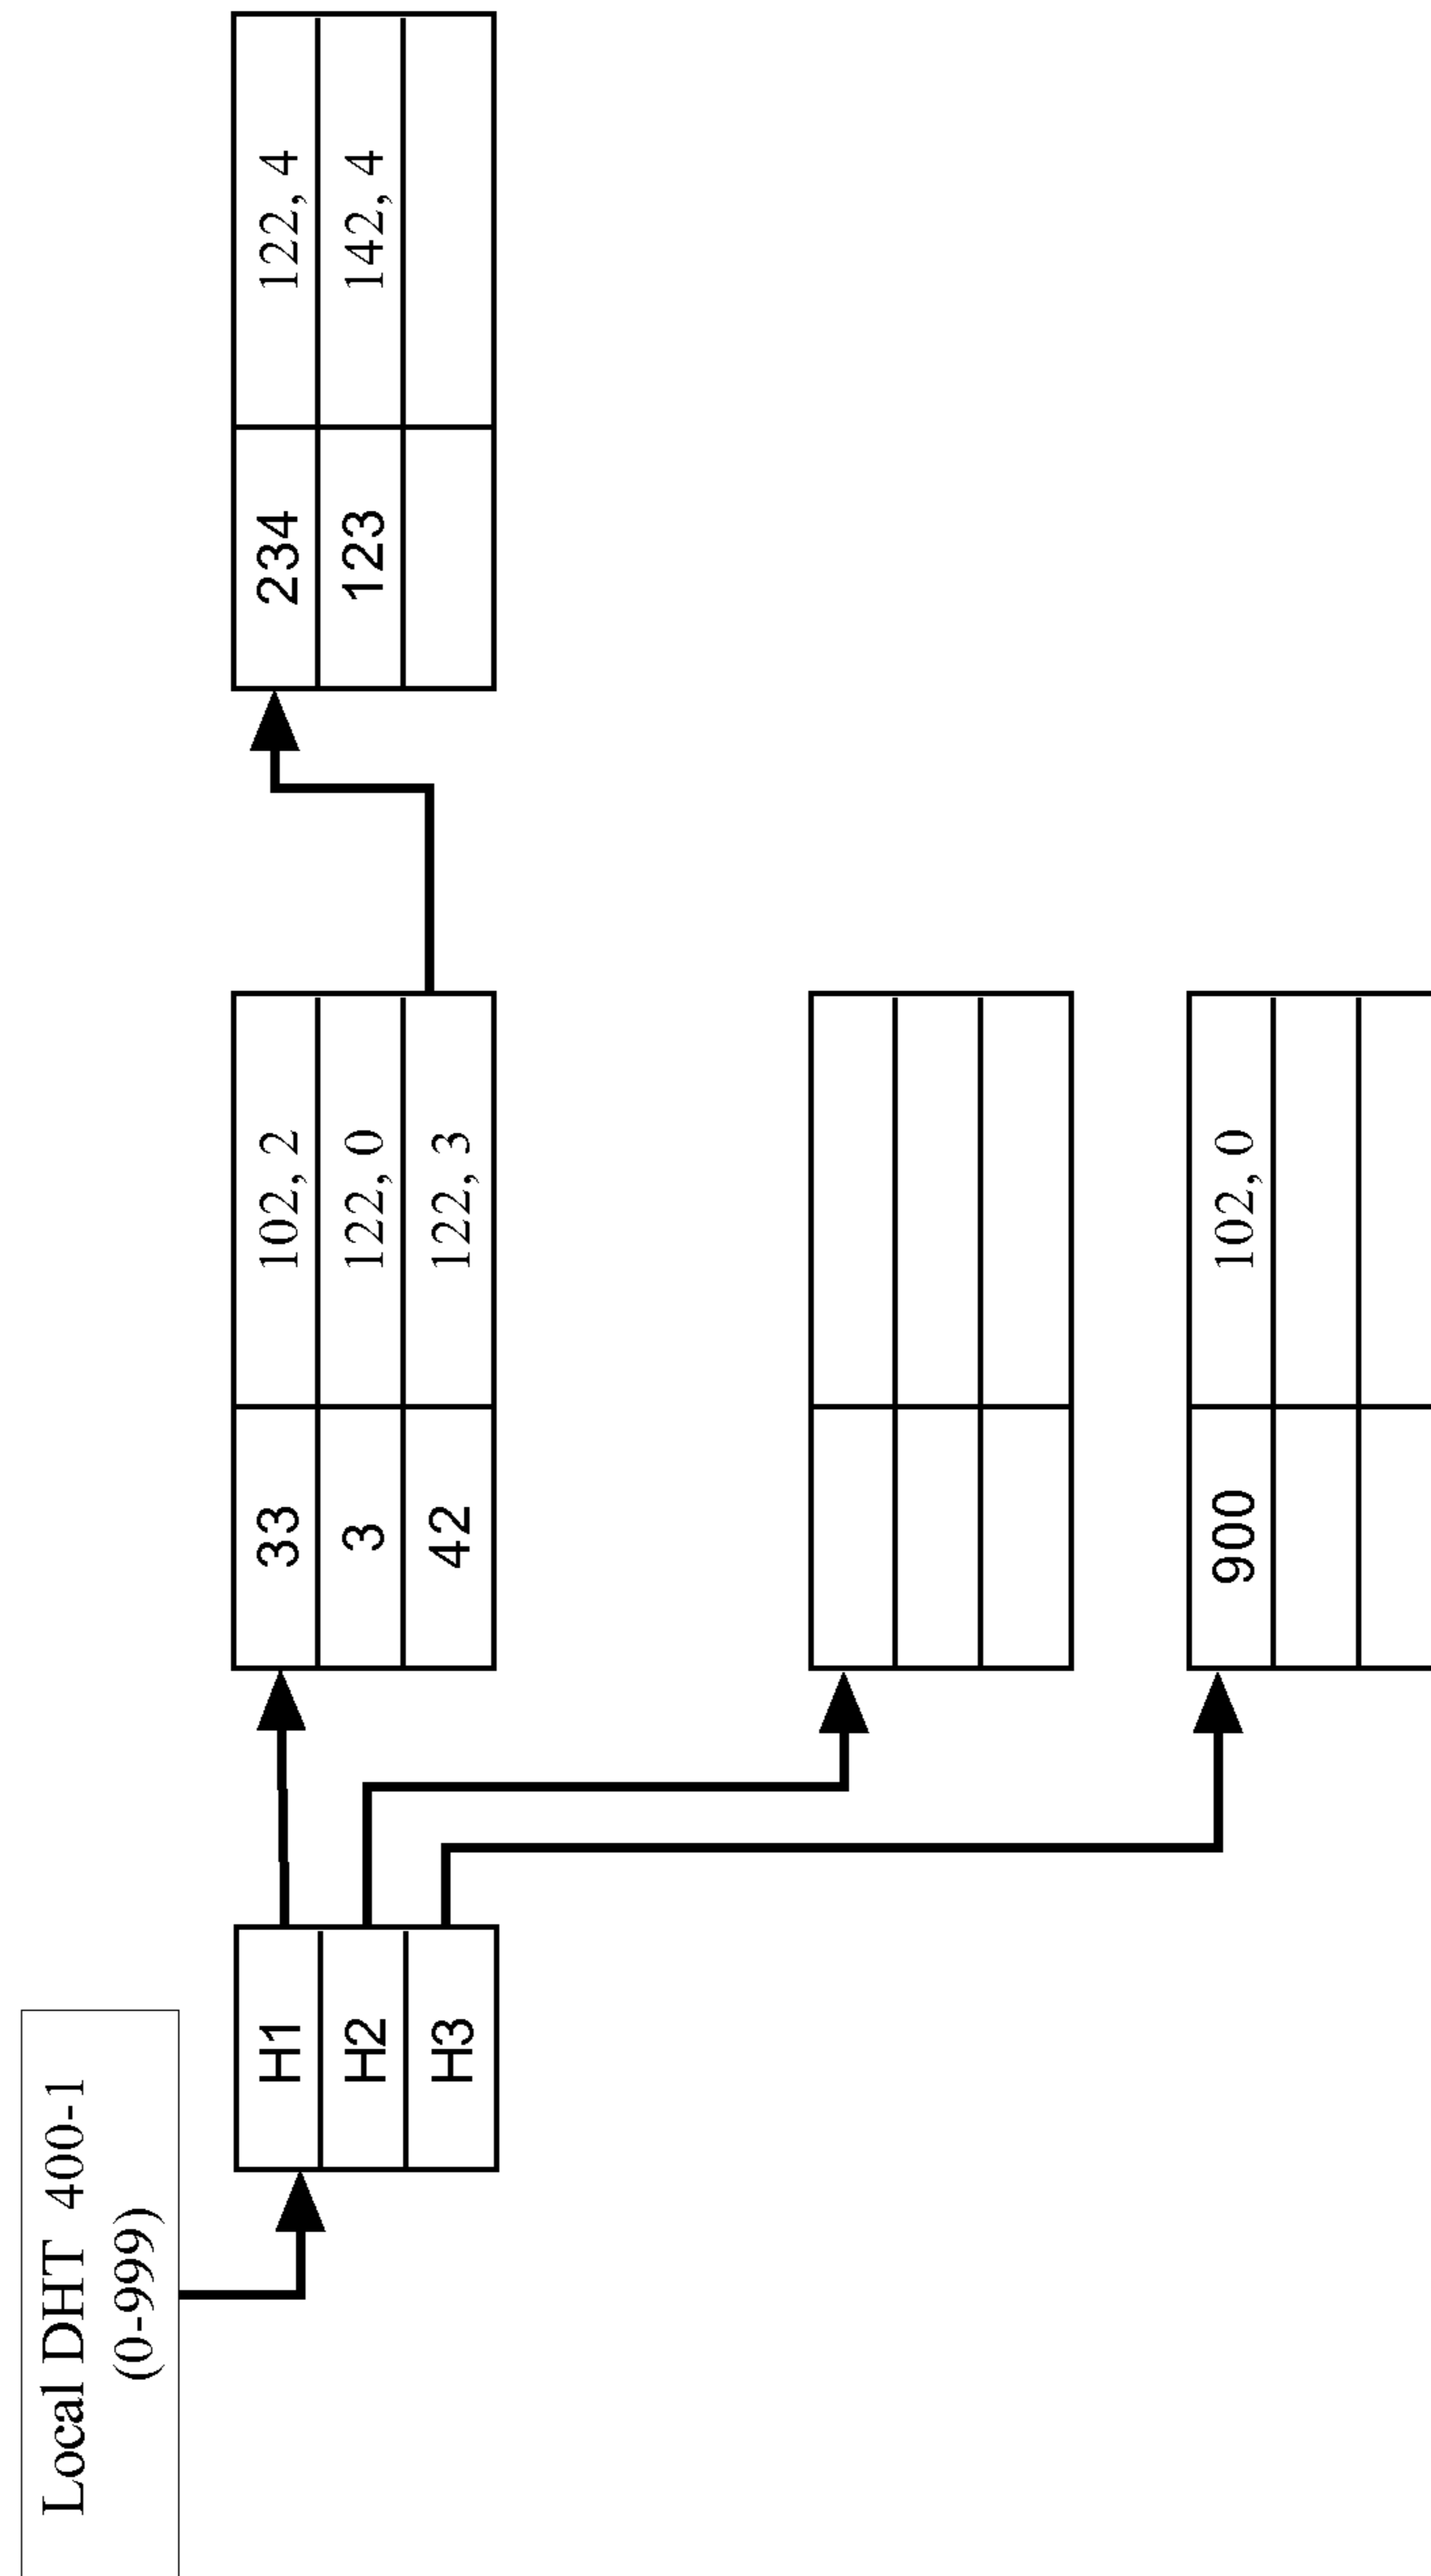 Local DHT 400-1
(0-999)
H1
H2
H3
33 102, 2
3 122, 0
42 122, 3
234 122, 4
123 142, 4
900 102, 0